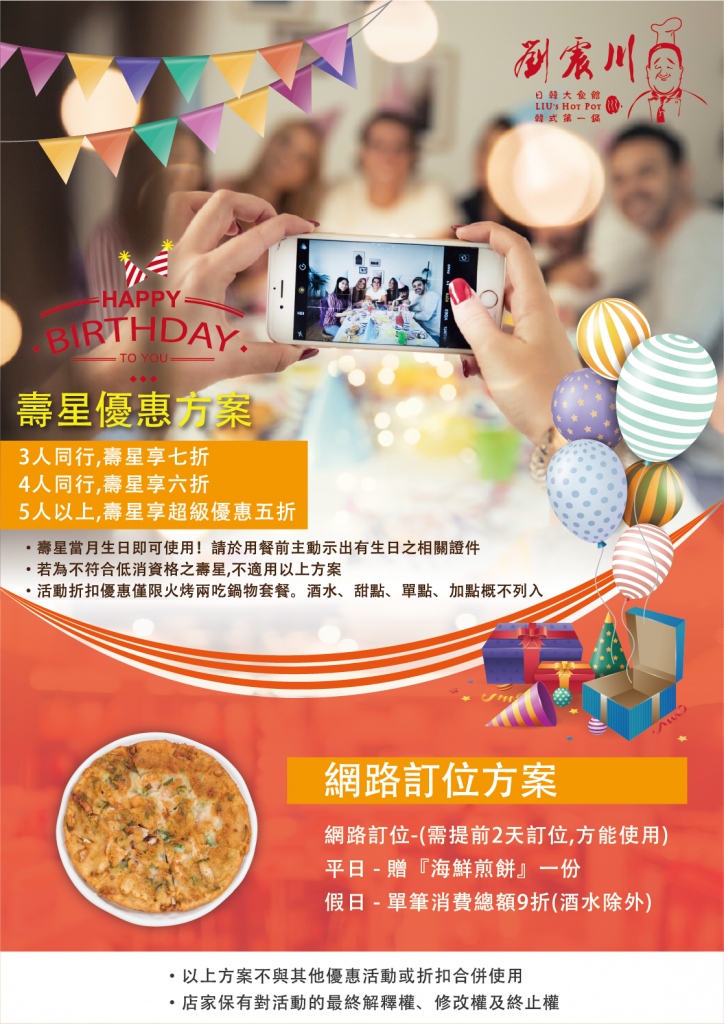 劉震川
日韓大食館
LIU's HOT POT
韓式第一鍋
HAPPY
BIRTHDAY
TO YOU
壽星優惠方案
3人同行,壽星享七折
4人同行,壽星享六折
5人以上,壽星享超級優惠五折
・壽星當月生日即可使用！請於用餐前主動示出有生日之相關證件
・若為不符合低消資格之壽星,不適用以上方案
・活動折扣優惠僅限火烤兩吃鍋物套餐。酒水、甜點、單點、加點概不列入
網路訂位方案
網路訂位-(需提前2天訂位,方能使用)
平日 - 贈『海鮮煎餅』一份
假日 - 單筆消費總額9折(酒水除外)
・以上方案不與其他優惠活動或折扣合併使用
・店家保有對活動的最終解釋權、修改權及終止權